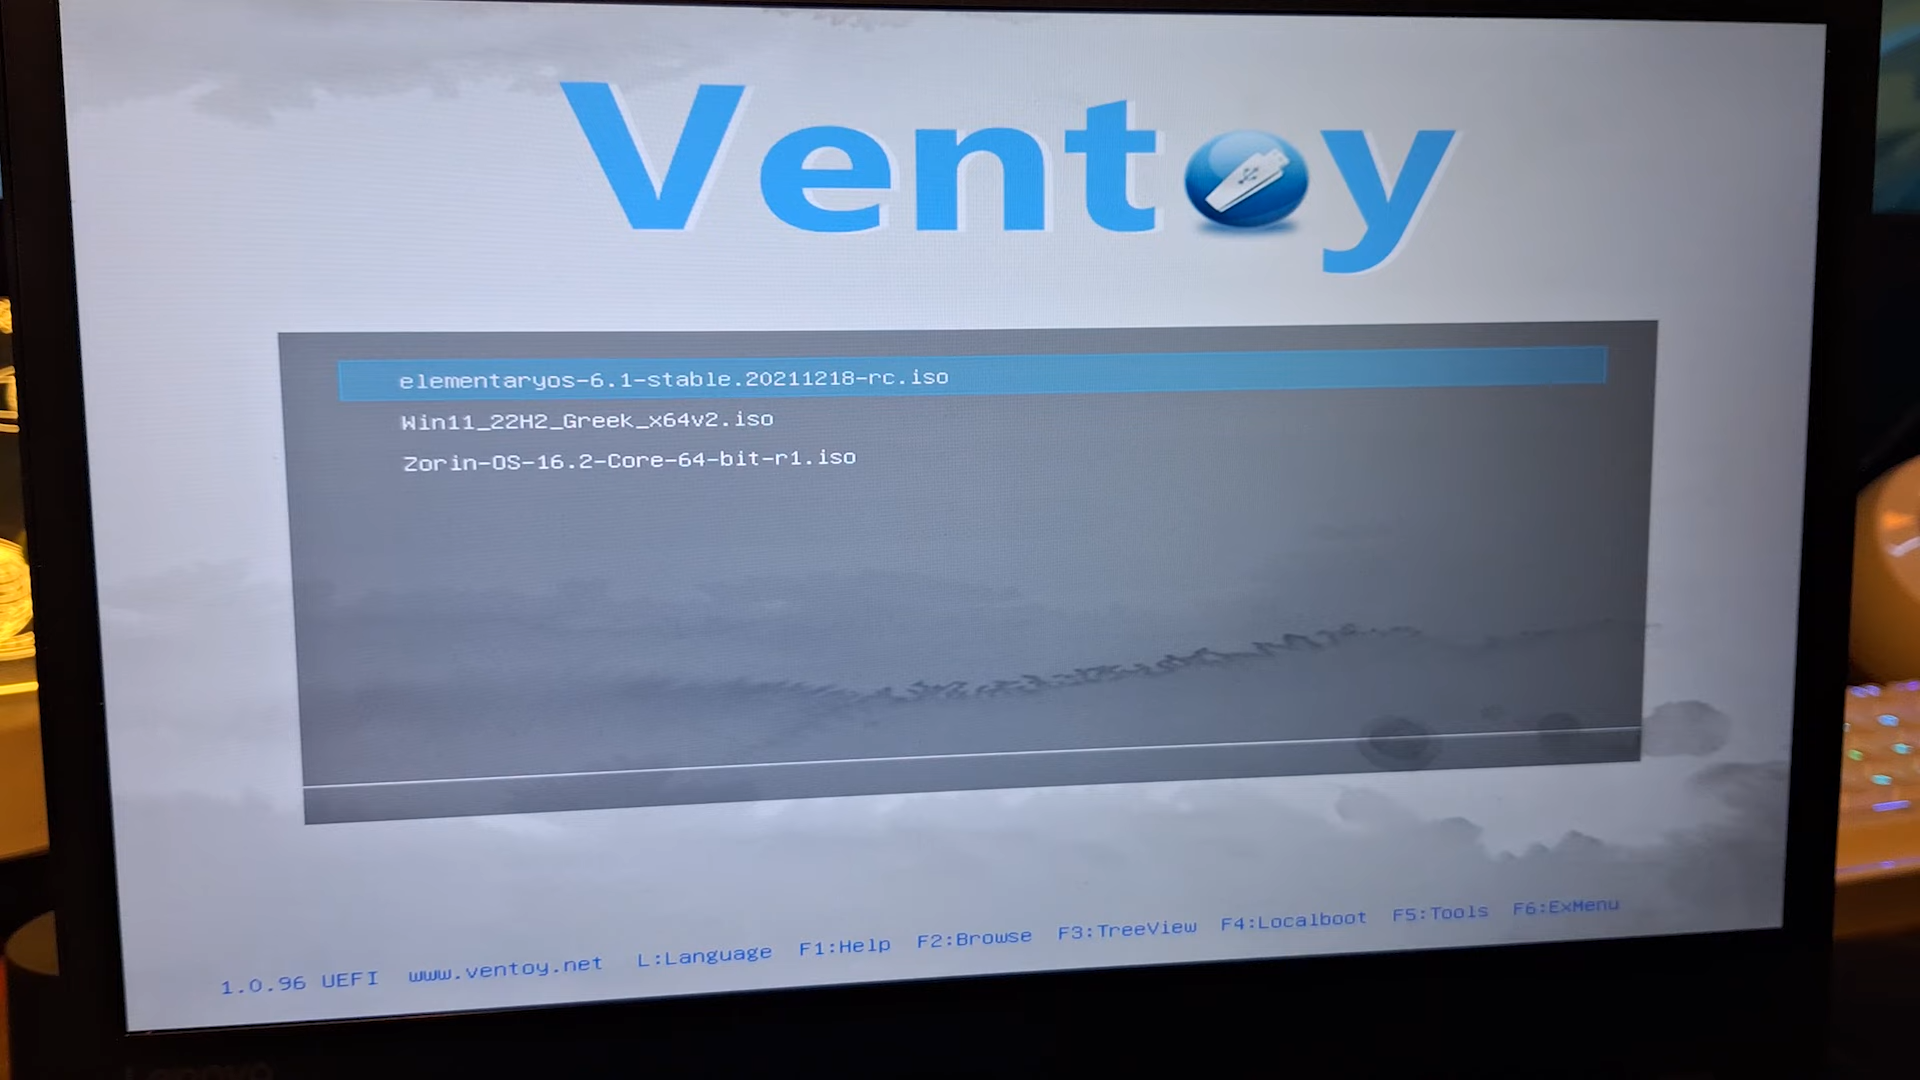 Ventoy
elementaryos-6.1-stable.20211218-rc.iso
Win11_22H2_Greek_x64v2.iso
Zorin-OS-16.2-Core-64-bit-r1.iso
1.0.96 UEFI www.ventoy.net L:Language F1:Help F2:Browse F3:TreeView F4:Localboot F5:Tools F6:ExMenu
Lenovo